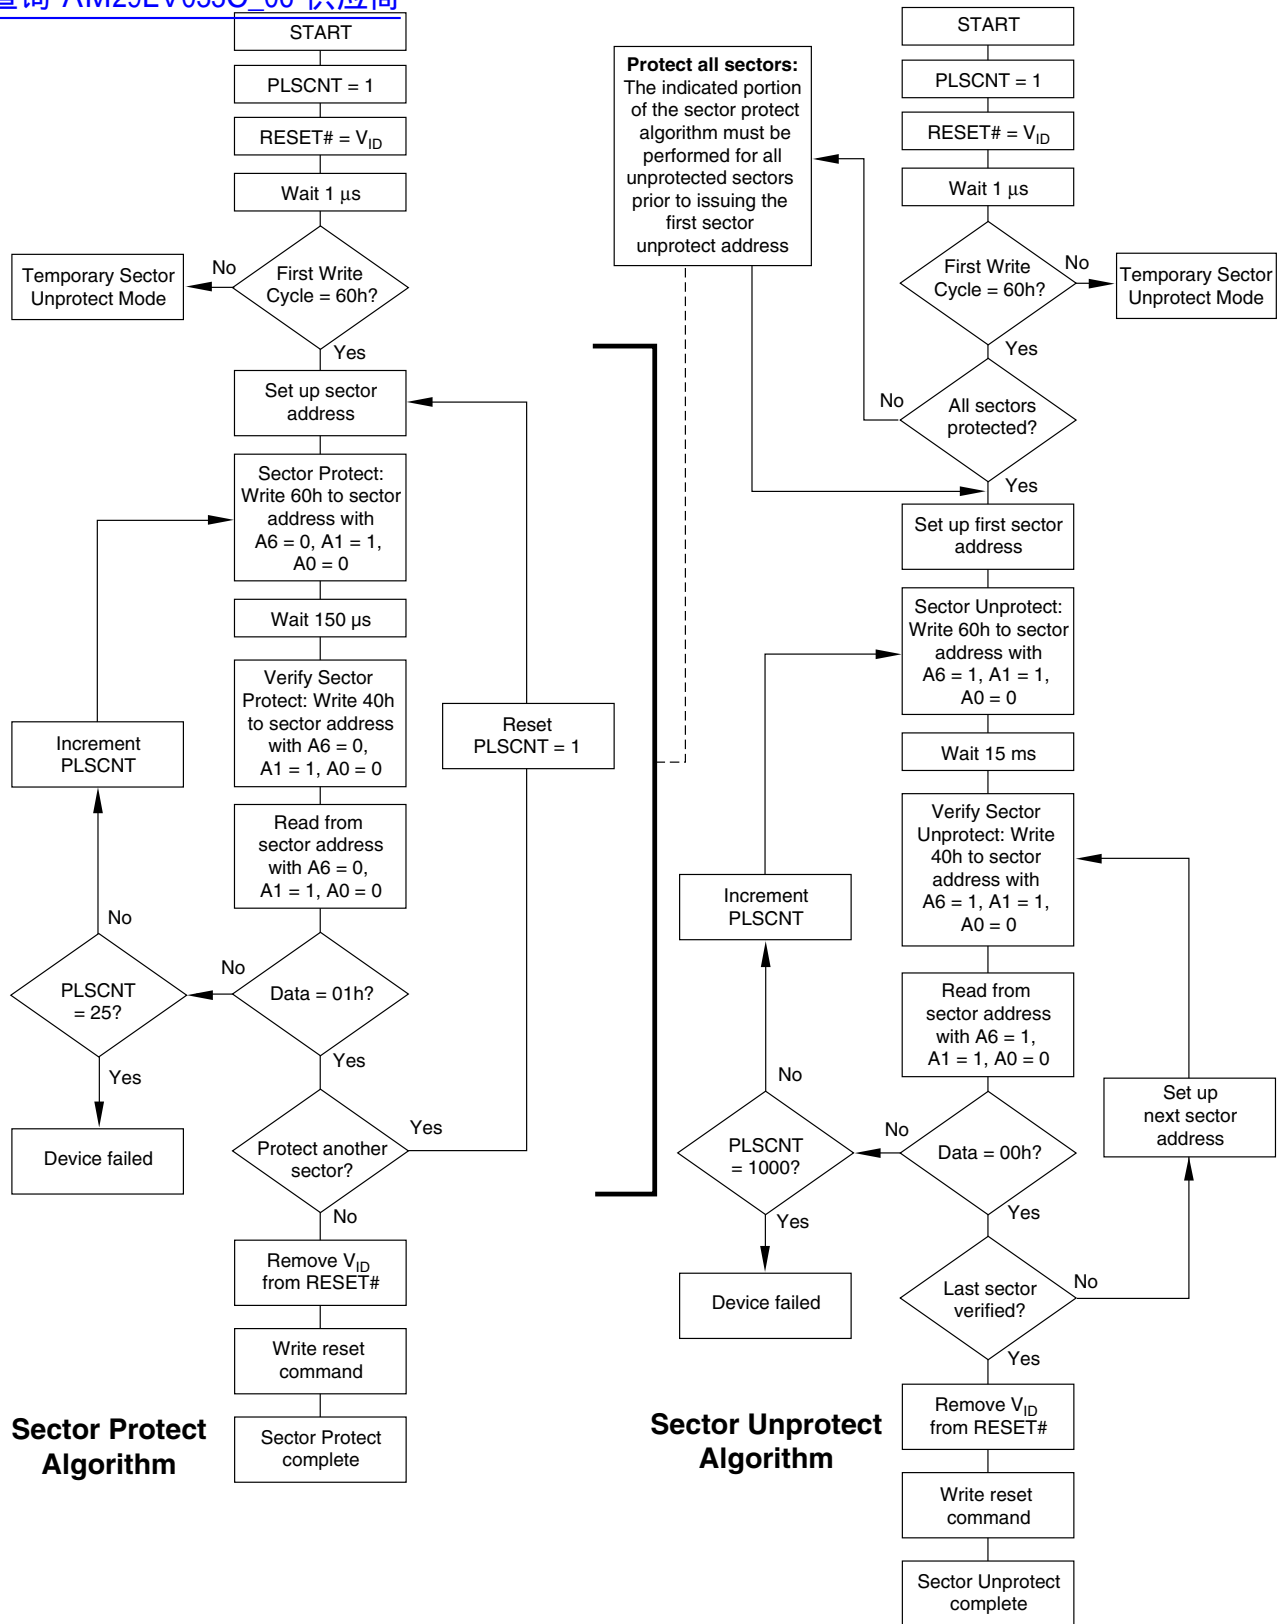 START
PLSCNT = 1
RESET# = VID
Wait 1 μs
First Write
Cycle = 60h?
No
Temporary Sector
Unprotect Mode
Yes
Set up sector
address
Sector Protect:
Write 60h to sector
address with
A6 = 0, A1 = 1,
A0 = 0
Wait 150 µs
Verify Sector
Protect: Write 40h
to sector address
with A6 = 0,
A1 = 1, A0 = 0
Reset
PLSCNT = 1
Increment
PLSCNT
Read from
sector address
with A6 = 0,
A1 = 1, A0 = 0
No
PLSCNT
= 25?
No
Data = 01h?
Yes
Yes
Device failed
Protect another
sector?
Yes
No
Remove VID
from RESET#
Write reset
command
Sector Protect
complete
Sector Protect
Algorithm
Protect all sectors:
The indicated portion
of the sector protect
algorithm must be
performed for all
unprotected sectors
prior to issuing the
first sector
unprotect address
START
PLSCNT = 1
RESET# = VID
Wait 1 μs
First Write
Cycle = 60h?
No
Temporary Sector
Unprotect Mode
Yes
No
All sectors
protected?
Yes
Set up first sector
address
Sector Unprotect:
Write 60h to sector
address with
A6 = 1, A1 = 1,
A0 = 0
Wait 15 ms
Verify Sector
Unprotect: Write
40h to sector
address with
A6 = 1, A1 = 1,
A0 = 0
Increment
PLSCNT
Read from
sector address
with A6 = 1,
A1 = 1, A0 = 0
No
PLSCNT
= 1000?
No
Data = 00h?
Set up
next sector
address
Yes
Yes
Device failed
Last sector
verified?
No
Yes
Remove VID
from RESET#
Write reset
command
Sector Unprotect
complete
Sector Unprotect
Algorithm